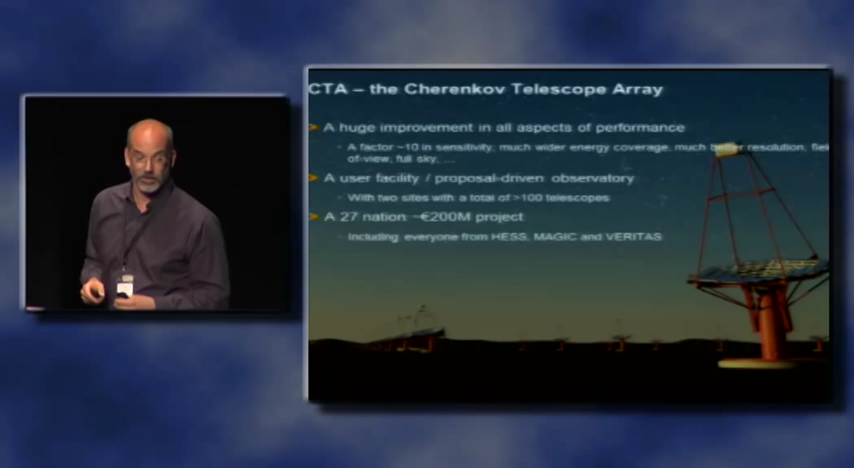 CTA – the Cherenkov Telescope Array
➤ A huge improvement in all aspects of performance
- A factor ~10 in sensitivity, much wider energy coverage, much better resolution, field-
of-view, full sky, ...
➤ A user facility / proposal-driven observatory
- With two sites with a total of >100 telescopes
➤ A 27 nation ~€200M project
- Including everyone from HESS, MAGIC and VERITAS